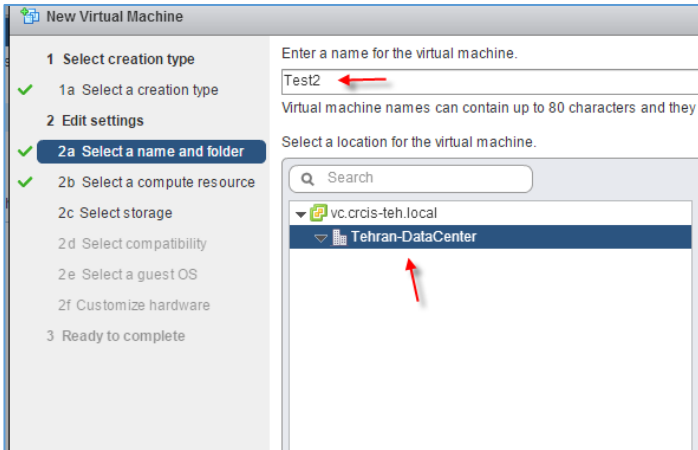 New Virtual Machine
1 Select creation type
1a Select a creation type
2 Edit settings
2a Select a name and folder
2b Select a compute resource
2c Select storage
2d Select compatibility
2e Select a guest OS
2f Customize hardware
3 Ready to complete
Enter a name for the virtual machine.
Test2
Virtual machine names can contain up to 80 characters and they
Select a location for the virtual machine.
Search
vc.crcis-teh.local
Tehran-DataCenter